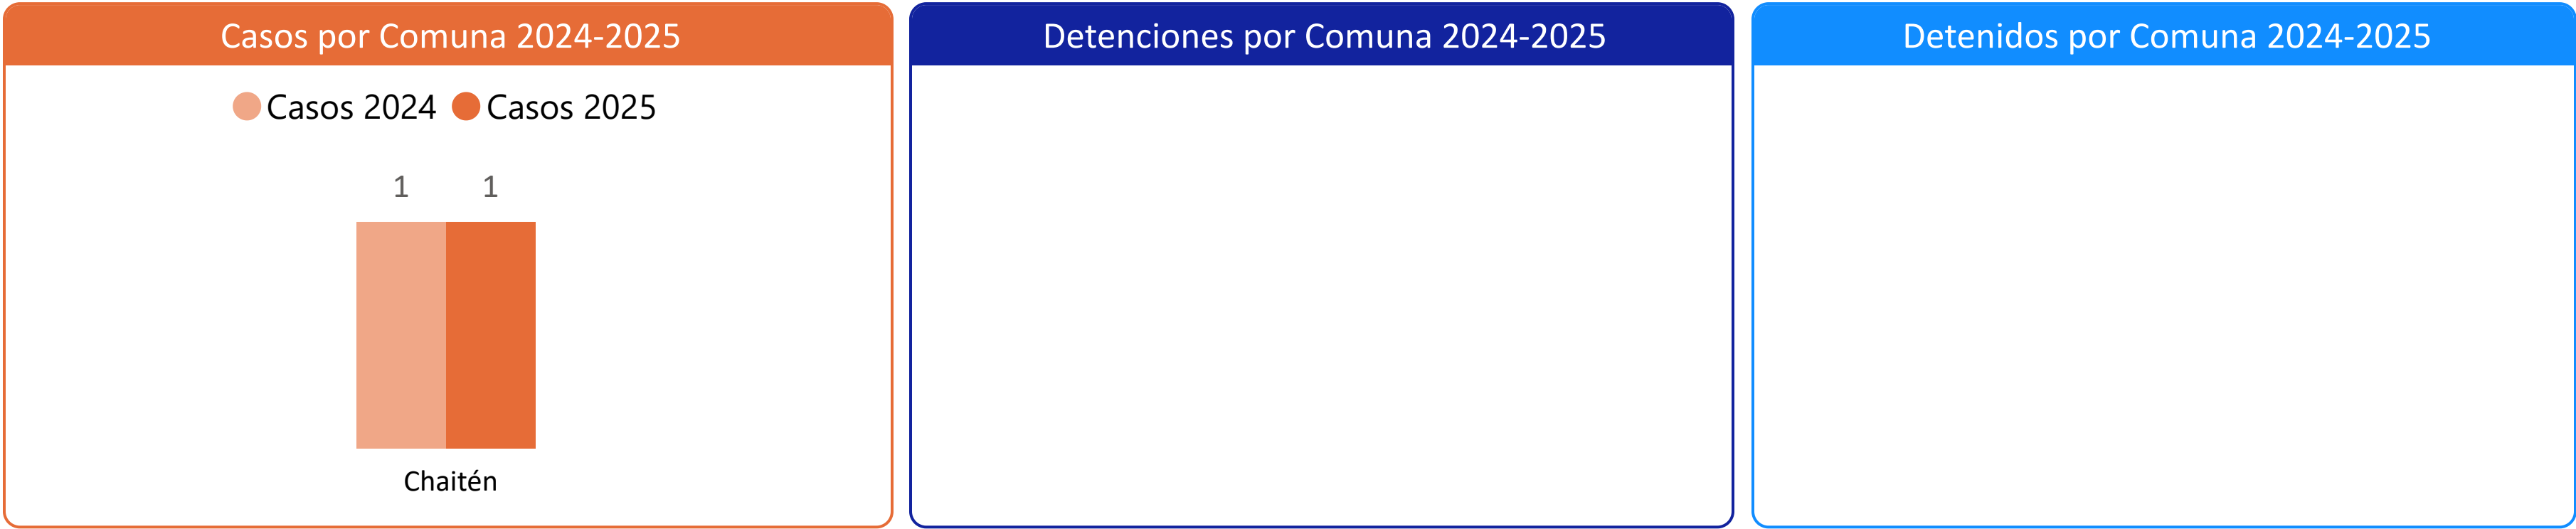 Casos por Comuna 2024-2025
Casos 2024 Casos 2025
1 1
Chaitén
Detenciones por Comuna 2024-2025
Detenidos por Comuna 2024-2025